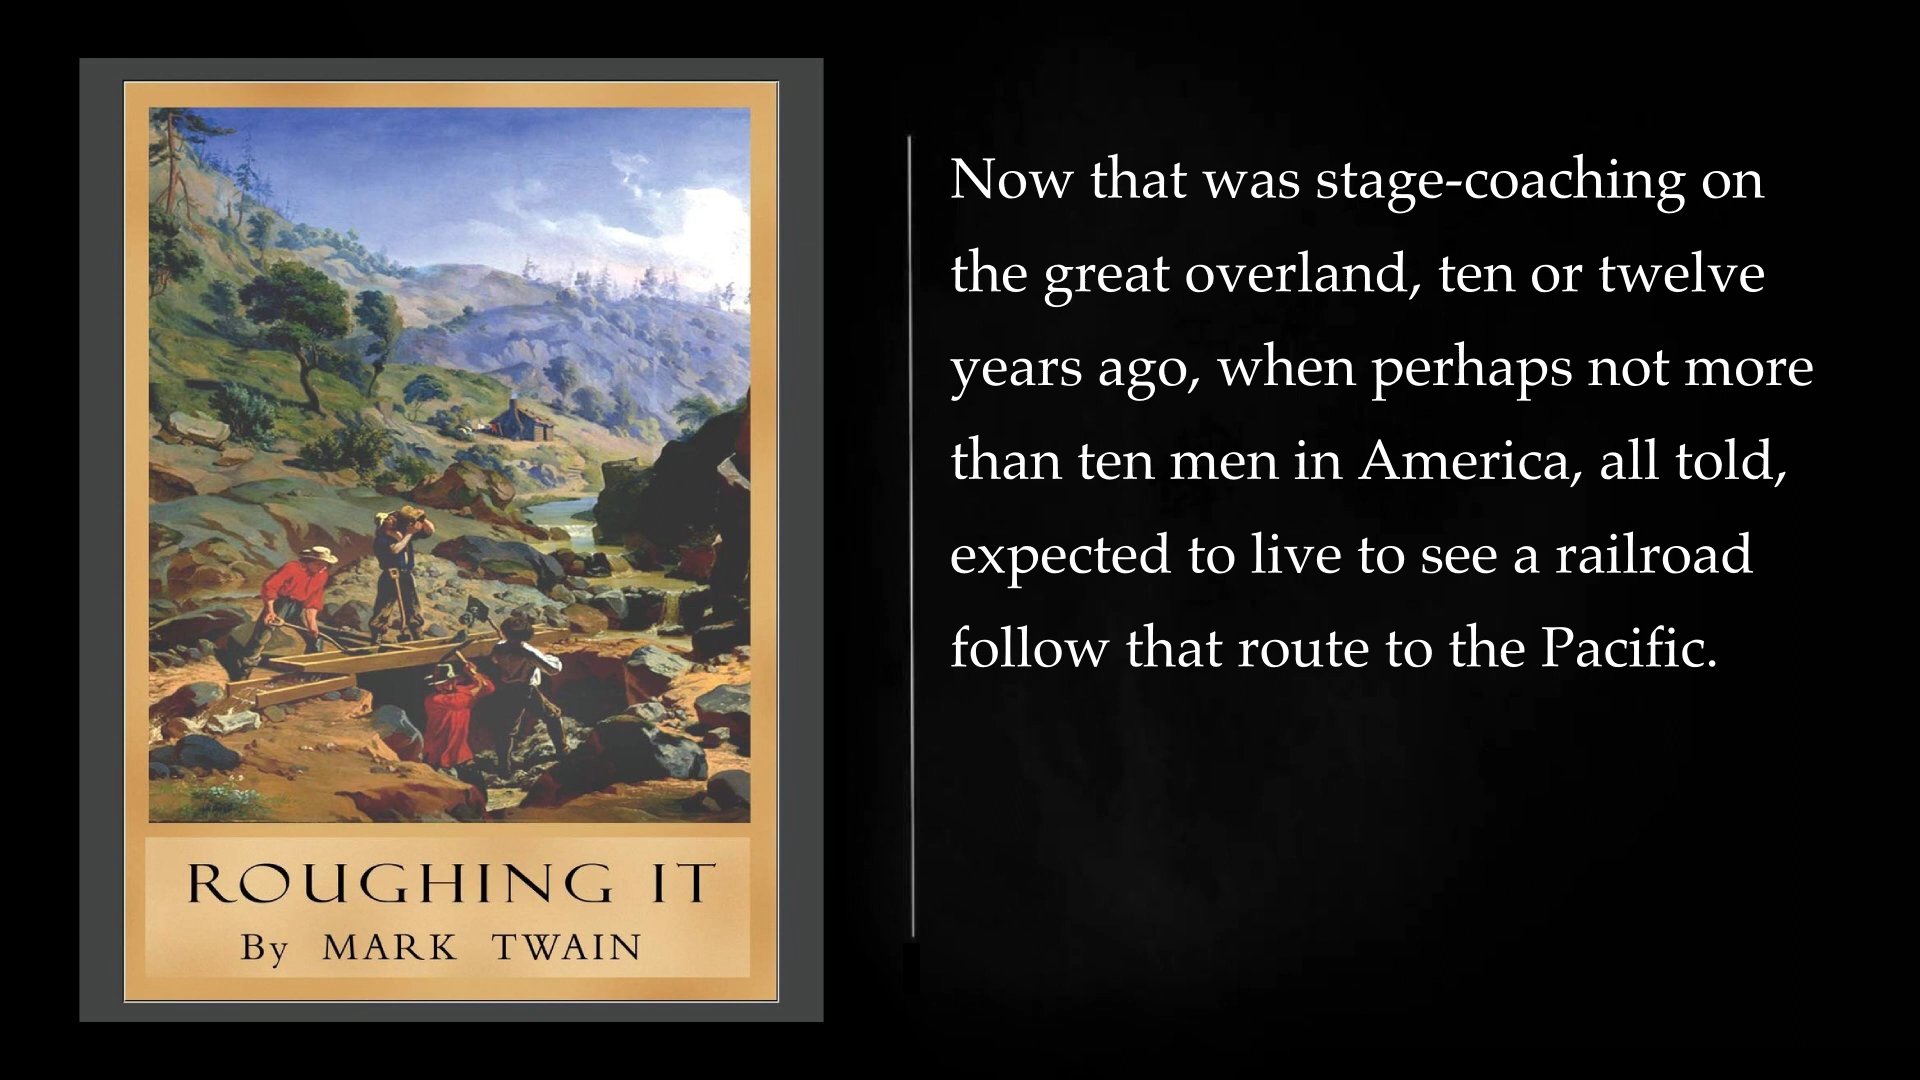 ROUGHING IT
By MARK TWAIN
Now that was stage-coaching on
the great overland, ten or twelve
years ago, when perhaps not more
than ten men in America, all told,
expected to live to see a railroad
follow that route to the Pacific.